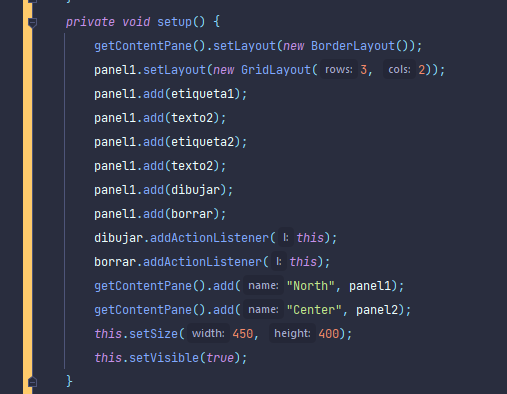 private void setup() {
getContentPane().setLayout(new BorderLayout());
panel1.setLayout(new GridLayout( rows: 3, cols: 2));
panel1.add(etiqueta1);
panel1.add(texto2);
panel1.add(etiqueta2);
panel1.add(texto2);
panel1.add(dibujar);
panel1.add(borrar);
dibujar.addActionListener( l: this);
borrar.addActionListener( l: this);
getContentPane().add( name: "North", panel1);
getContentPane().add( name: "Center", panel2);
this.setSize( width: 450, height: 400);
this.setVisible(true);
}